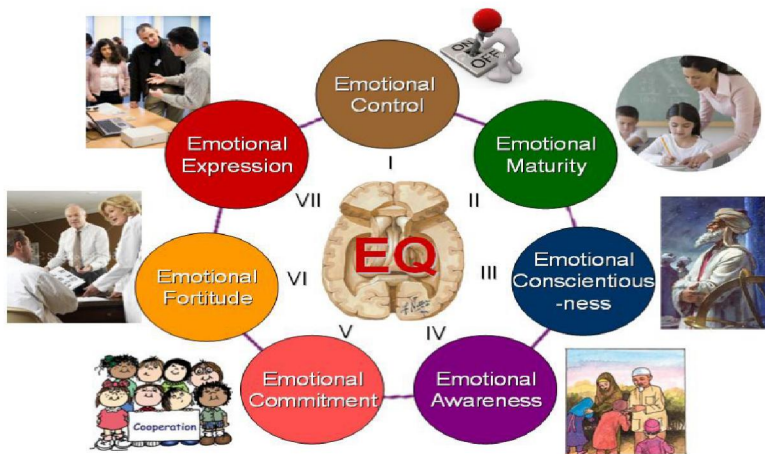 ON OFF
Emotional
Control
Emotional
Expression
Emotional
Maturity
I
VII
II
EQ
Emotional
Fortitude
VI
III
Emotional
Conscientious
-ness
V
IV
Emotional
Commitment
Emotional
Awareness
Cooperation